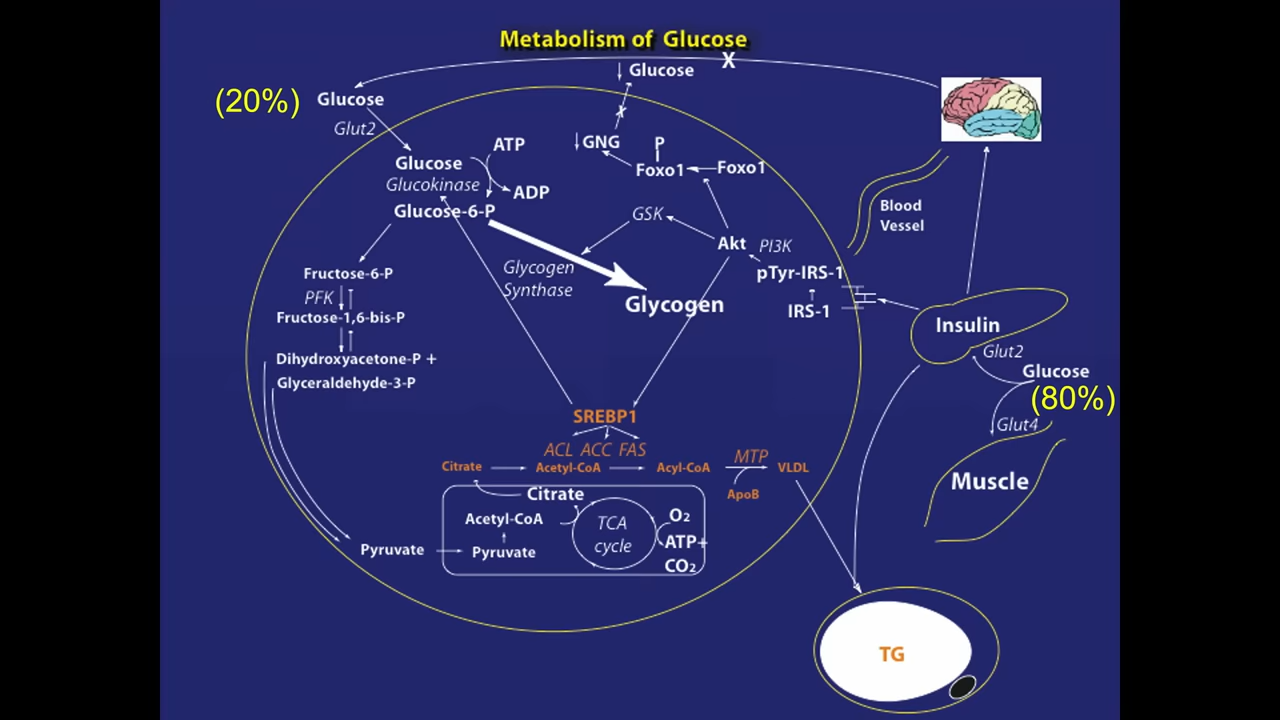 Metabolism of Glucose
↓ Glucose
X
(20%)
Glucose
Glut2
Glucose
Glucokinase
Glucose-6-P
ATP
ADP
↓GNG
X
P
Foxo1
Foxo1
GSK
Akt
PI3K
pTyr-IRS-1
IRS-1
Blood
Vessel
Glycogen
Synthase
Glycogen
Fructose-6-P
PFK
Fructose-1,6-bis-P
Dihydroxyacetone-P +
Glyceraldehyde-3-P
Insulin
Glut2
Glucose
(80%)
Glut4
Muscle
SREBP1
ACL ACC FAS
Citrate
Acetyl-CoA
Acyl-CoA
MTP
VLDL
ApoB
Citrate
Acetyl-CoA
TCA
cycle
O2
ATP+
CO2
Pyruvate
Pyruvate
TG